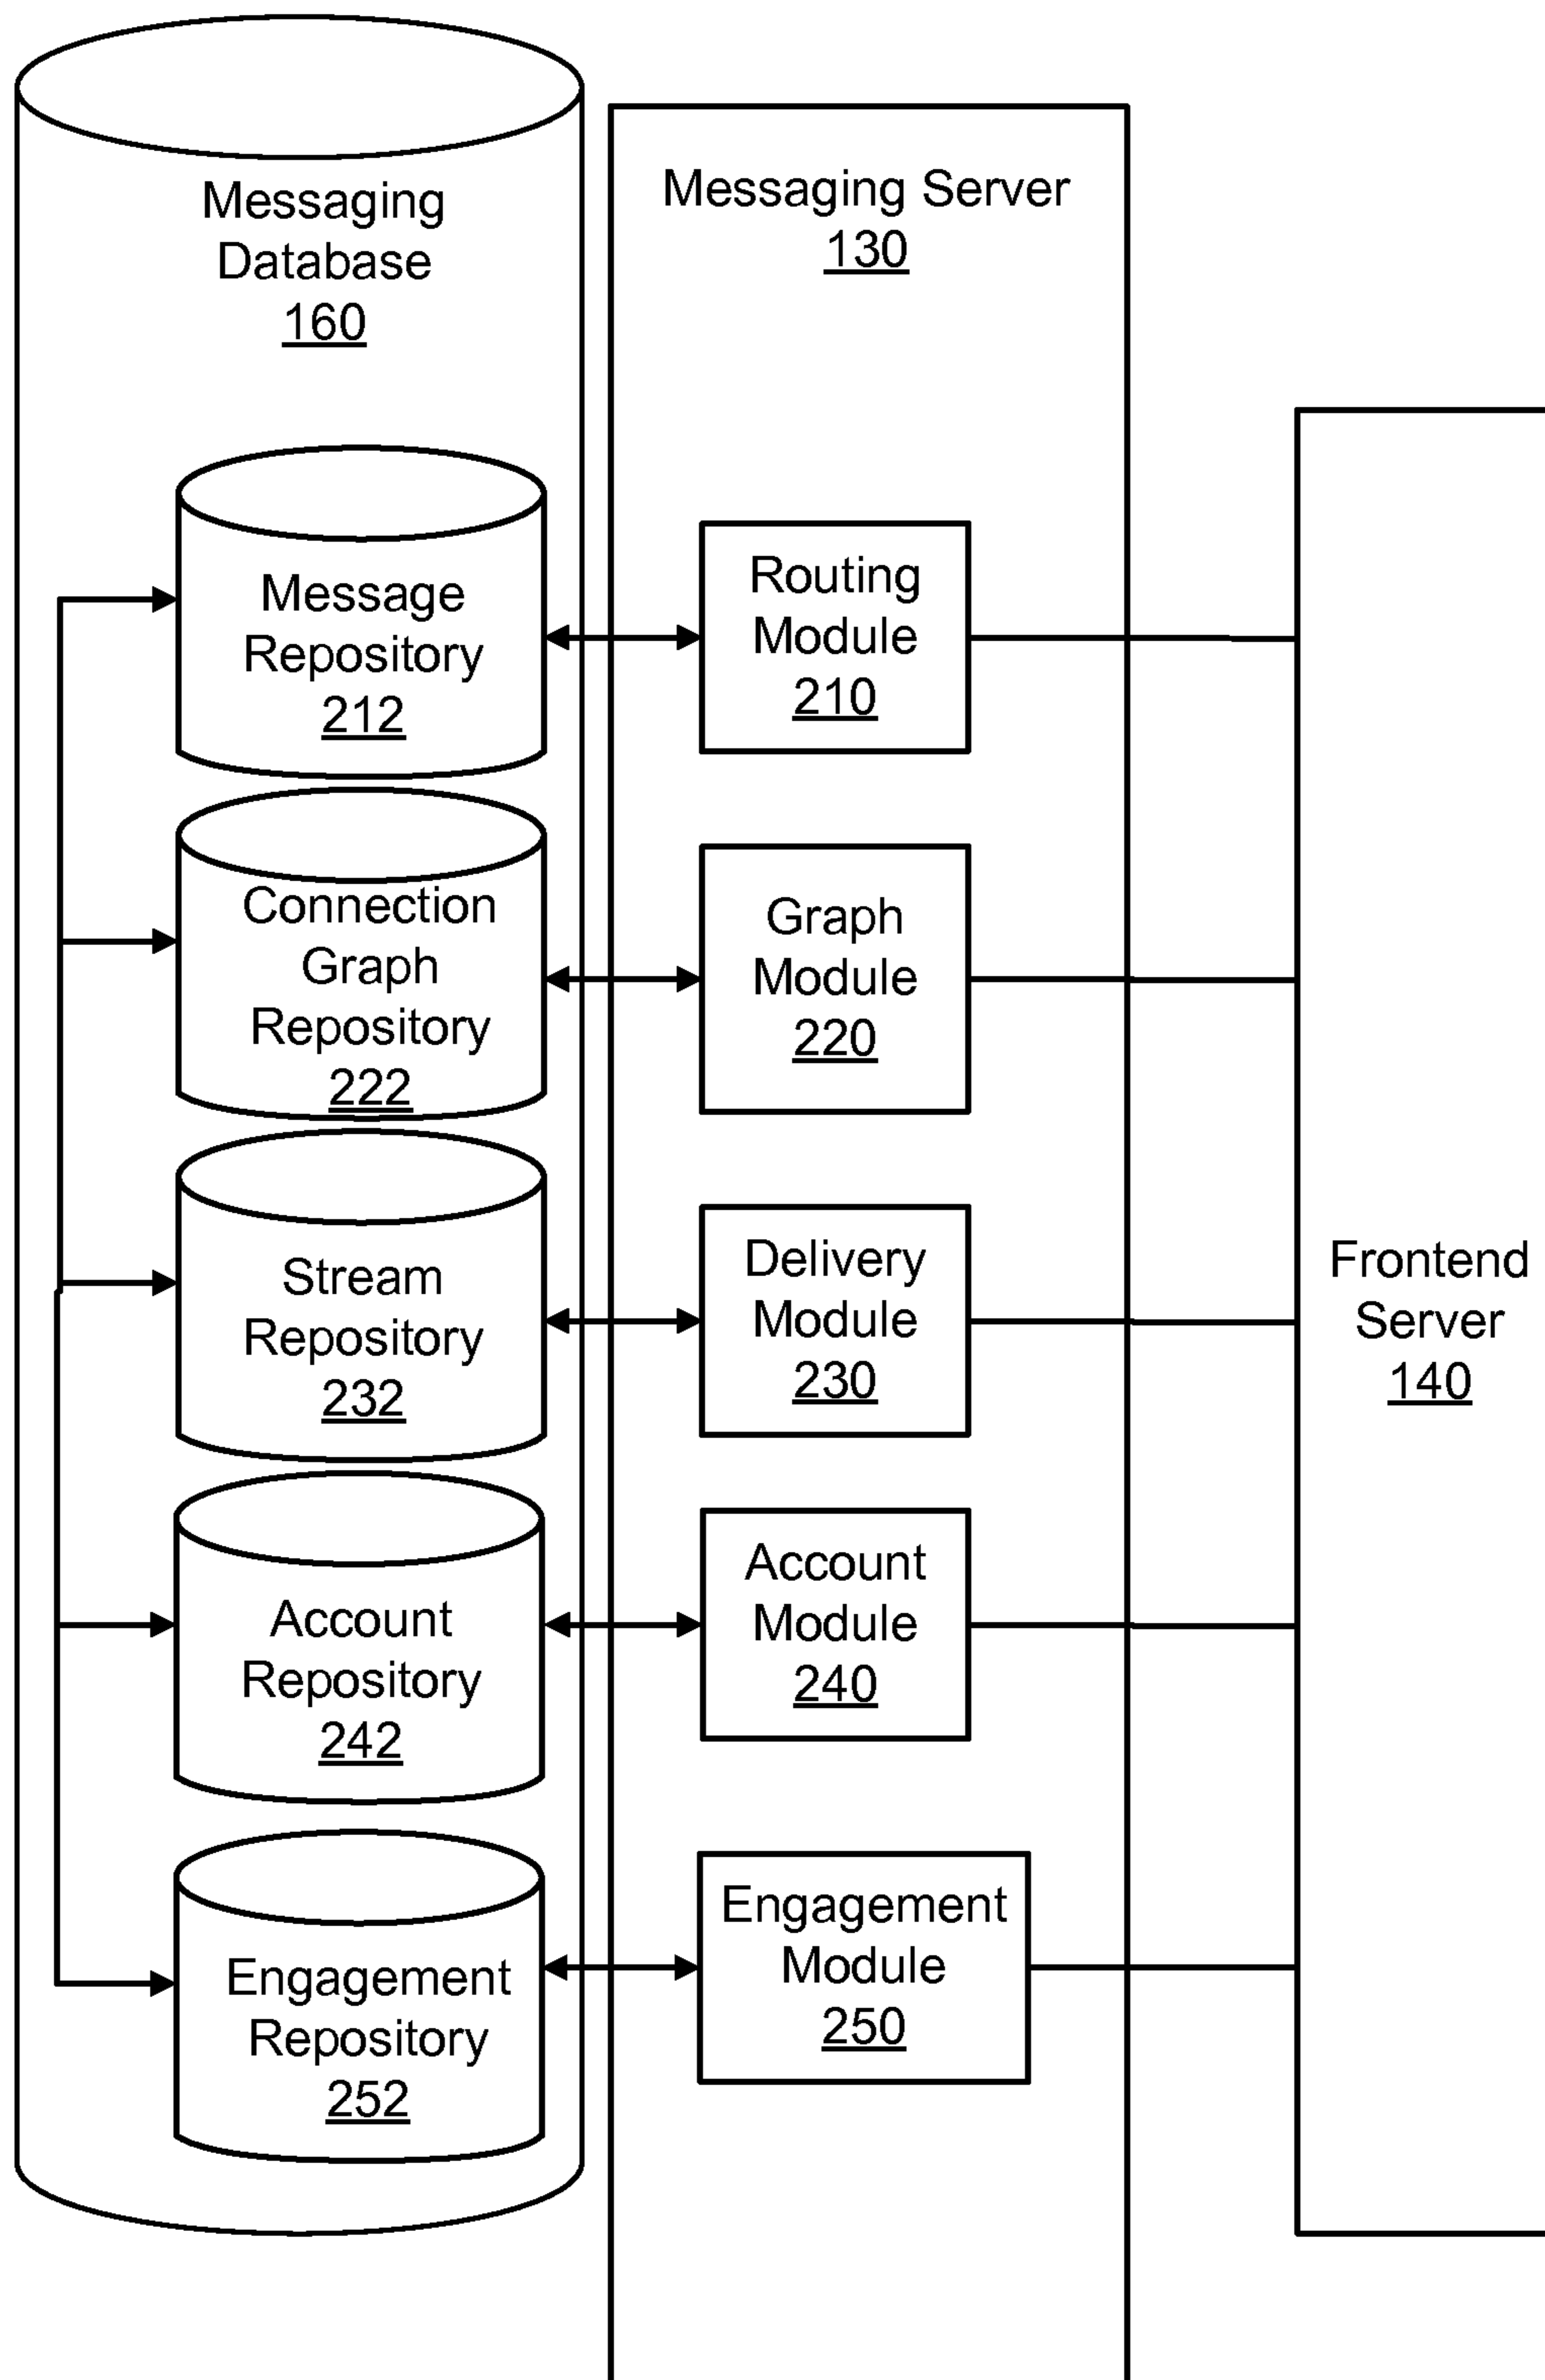 Messaging
Database
160
Messaging Server
130
Message
Repository
212
Routing
Module
210
Connection
Graph
Repository
222
Graph
Module
220
Stream
Repository
232
Delivery
Module
230
Frontend
Server
140
Account
Repository
242
Account
Module
240
Engagement
Repository
252
Engagement
Module
250